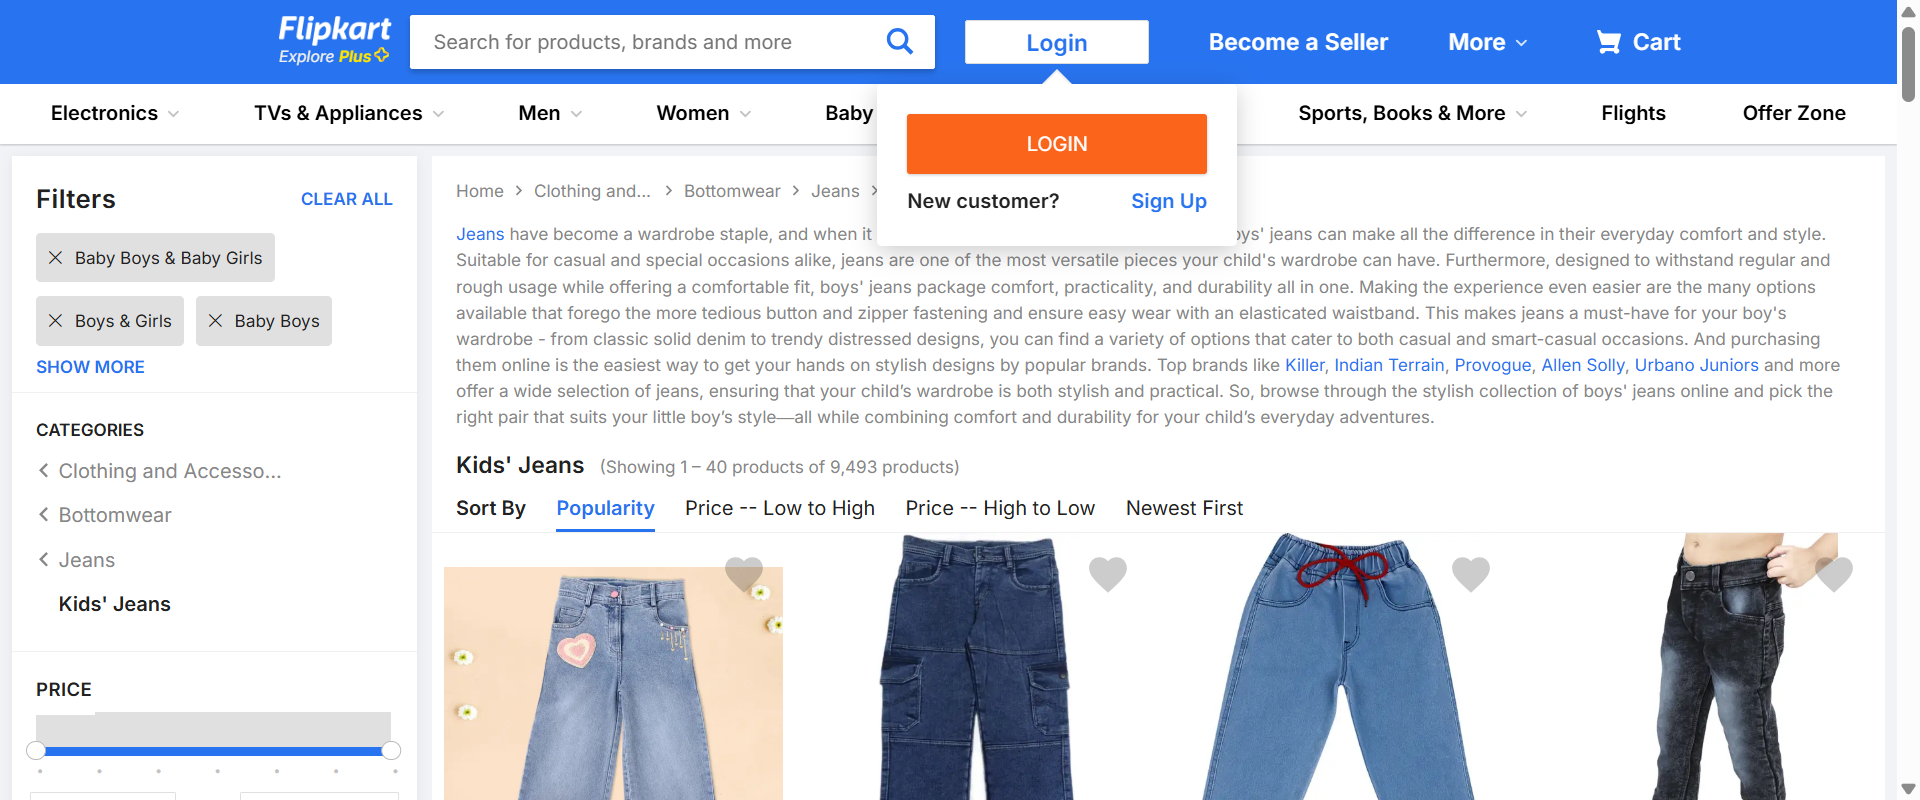 Flipkart
Explore Plus
Search for products, brands and more
Login
Become a Seller
More
Cart
Electronics
TVs & Appliances
Men
Women
Baby
Sports, Books & More
Flights
Offer Zone
LOGIN
New customer?
Sign Up
Filters
CLEAR ALL
Baby Boys & Baby Girls
Boys & Girls
Baby Boys
SHOW MORE
CATEGORIES
Clothing and Accesso...
Bottomwear
Jeans
Kids' Jeans
PRICE
Home
Clothing and...
Bottomwear
Jeans
Jeans have become a wardrobe staple, and when it oys' jeans can make all the difference in their everyday comfort and style.
Suitable for casual and special occasions alike, jeans are one of the most versatile pieces your child's wardrobe can have. Furthermore, designed to withstand regular and
rough usage while offering a comfortable fit, boys' jeans package comfort, practicality, and durability all in one. Making the experience even easier are the many options
available that forego the more tedious button and zipper fastening and ensure easy wear with an elasticated waistband. This makes jeans a must-have for your boy's
wardrobe - from classic solid denim to trendy distressed designs, you can find a variety of options that cater to both casual and smart-casual occasions. And purchasing
them online is the easiest way to get your hands on stylish designs by popular brands. Top brands like Killer, Indian Terrain, Provogue, Allen Solly, Urbano Juniors and more
offer a wide selection of jeans, ensuring that your child’s wardrobe is both stylish and practical. So, browse through the stylish collection of boys' jeans online and pick the
right pair that suits your little boy’s style—all while combining comfort and durability for your child’s everyday adventures.
Kids' Jeans (Showing 1 – 40 products of 9,493 products)
Sort By
Popularity
Price -- Low to High
Price -- High to Low
Newest First